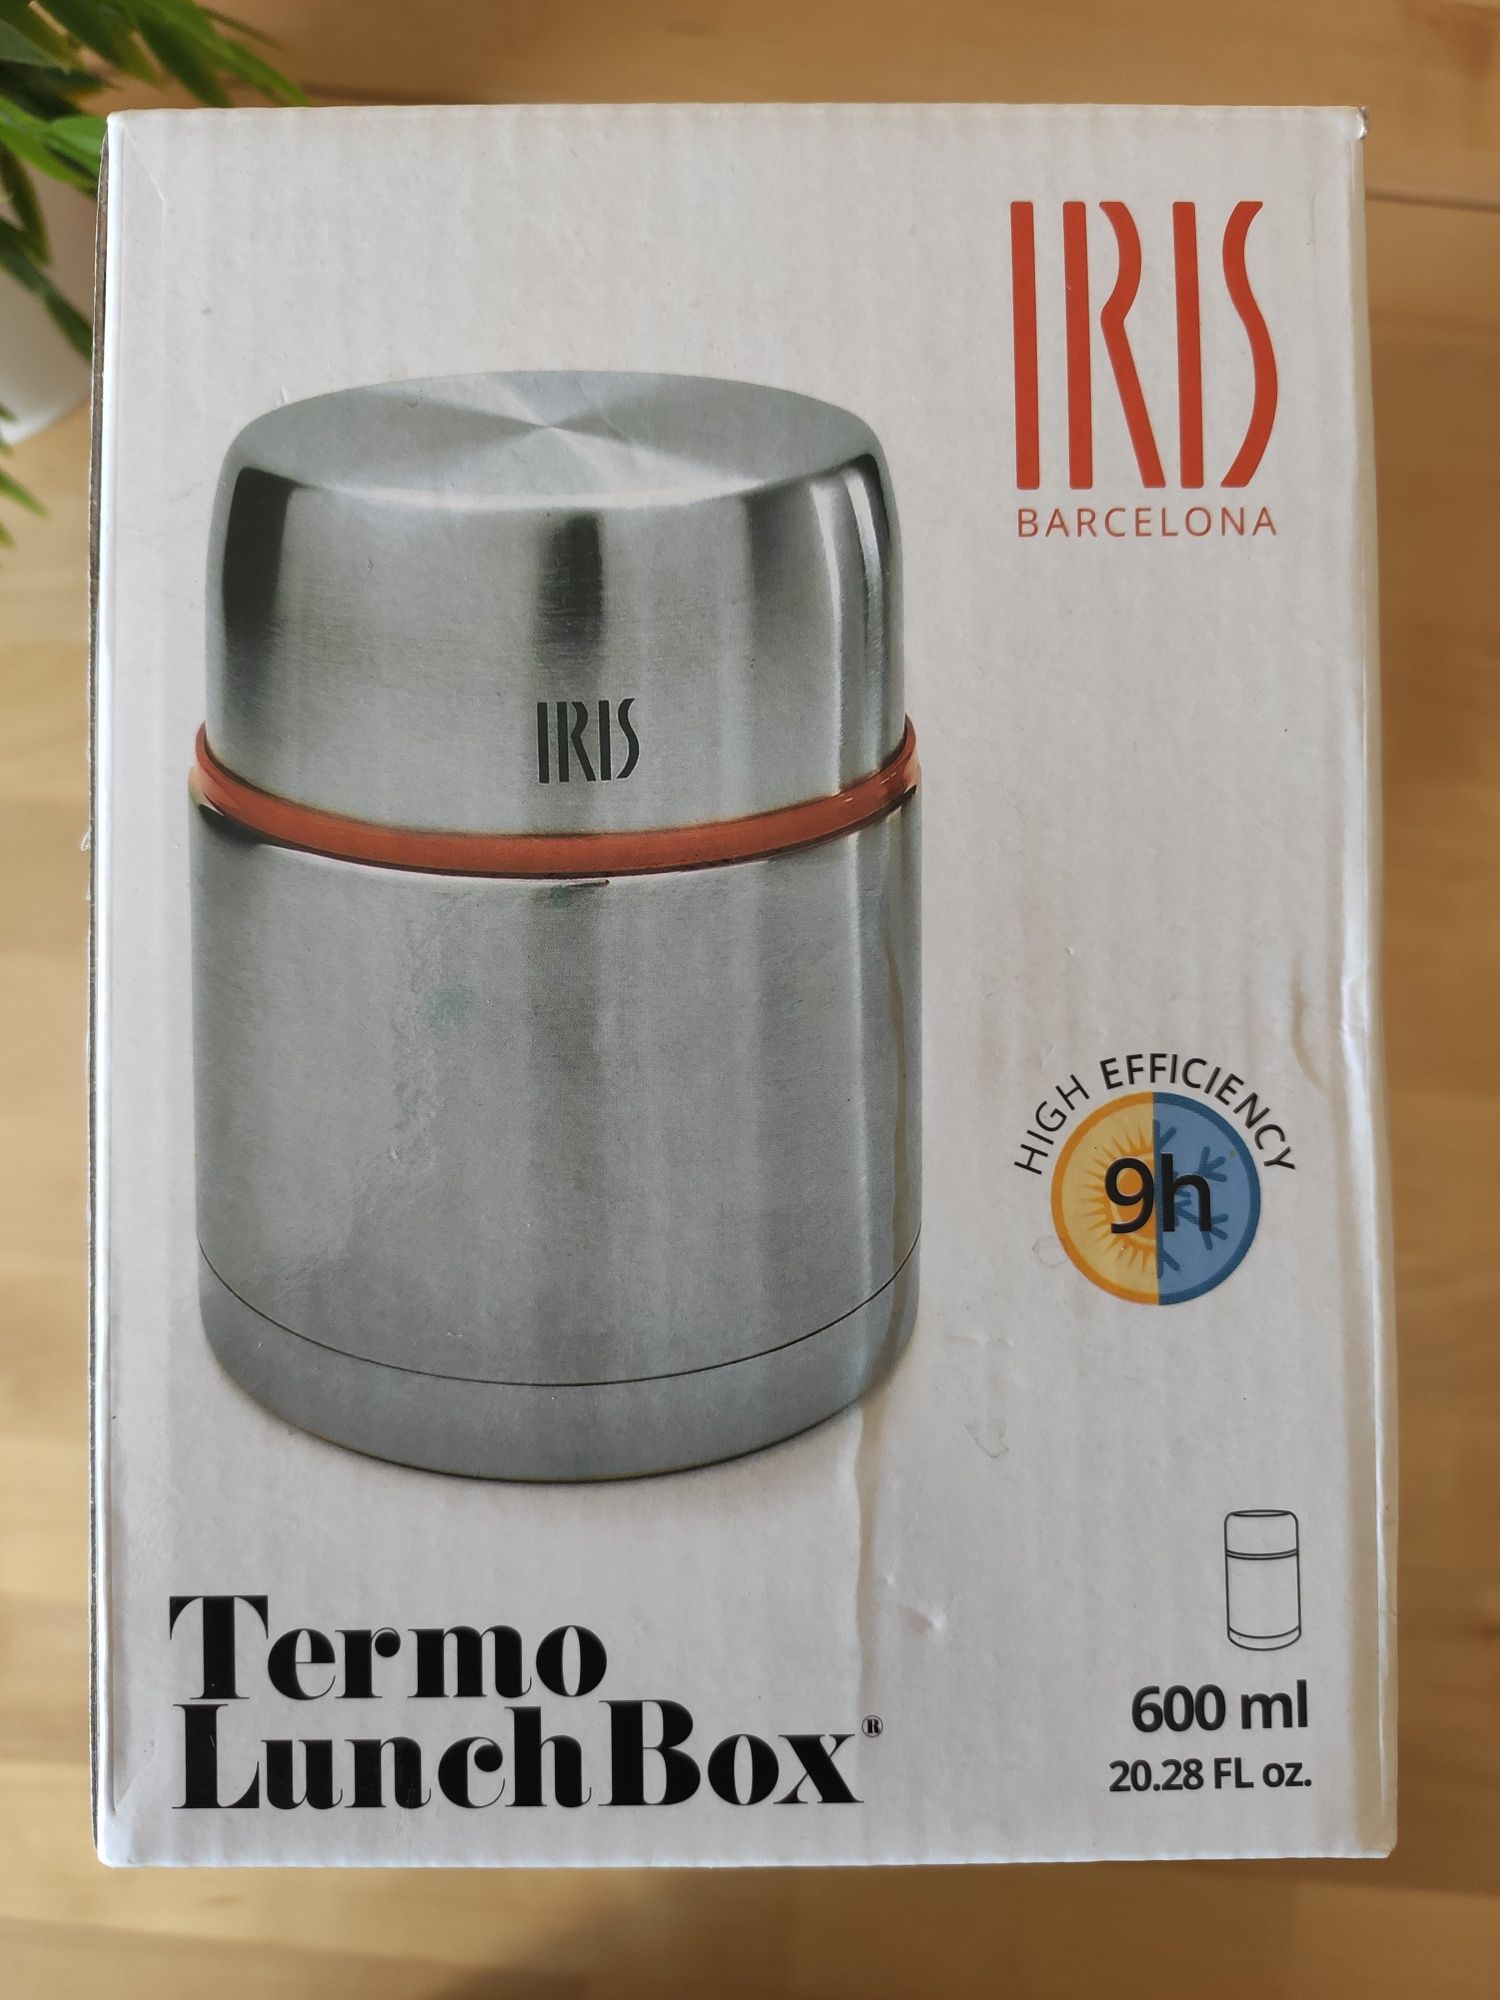 IRIS
BARCELONA
IRIS
HIGH EFFICIENCY
9h
Termo
LunchBox®
600 ml
20.28 FL oz.